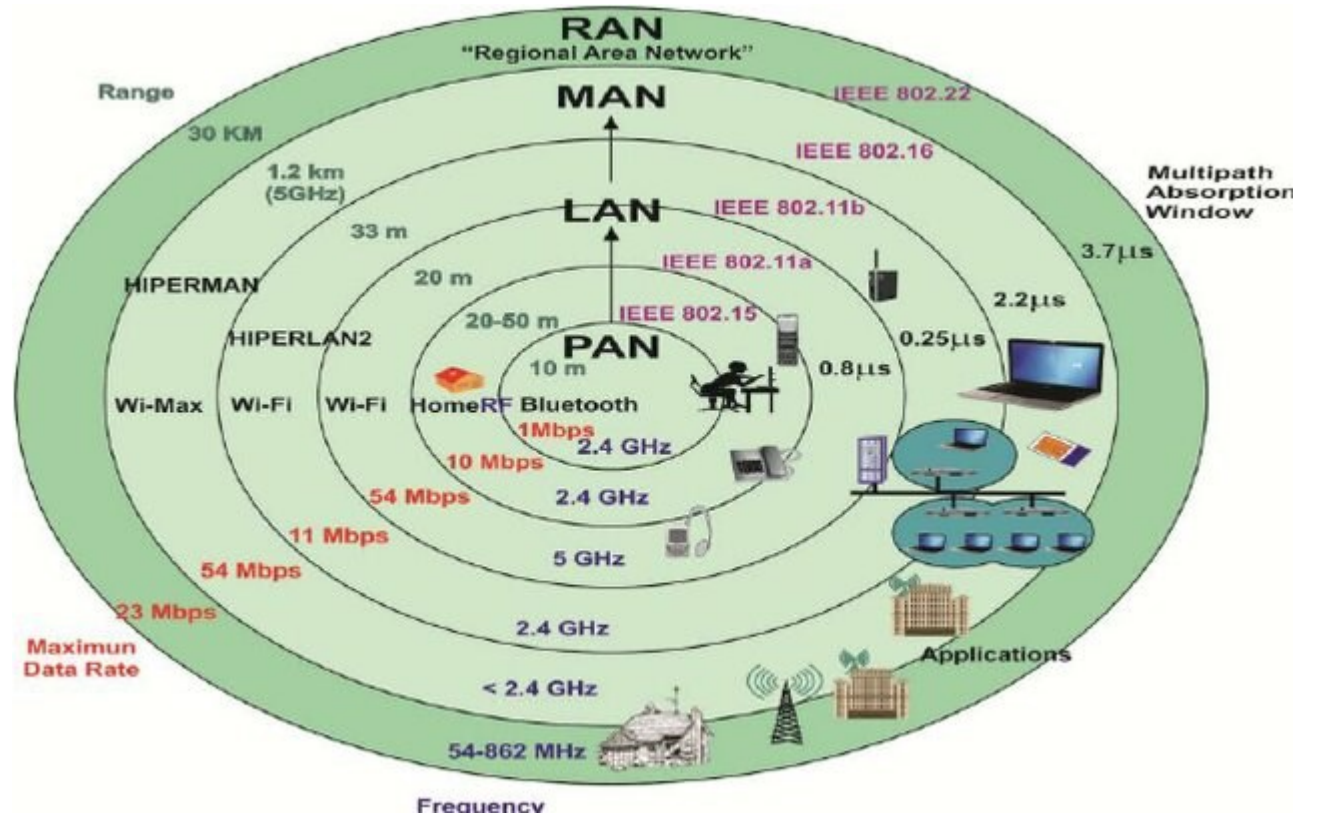 RAN
“Regional Area Network”
Range
IEEE 802.22
MAN
30 KM
IEEE 802.16
1.2 km
(5GHz)
Multipath
Absorption
Window
LAN
IEEE 802.11b
33 m
3.7µs
IEEE 802.11a
20 m
HIPERMAN
2.2µs
IEEE 802.15
20-50 m
HIPERLAN2
0.25µs
PAN
10 m
0.8µs
Wi-Max Wi-Fi Wi-Fi HomeRF Bluetooth
1Mbps
2.4 GHz
10 Mbps
54 Mbps
2.4 GHz
11 Mbps
5 GHz
54 Mbps
23 Mbps
2.4 GHz
Maximun
Data Rate
Applications
< 2.4 GHz
54-862 MHz
Frequency